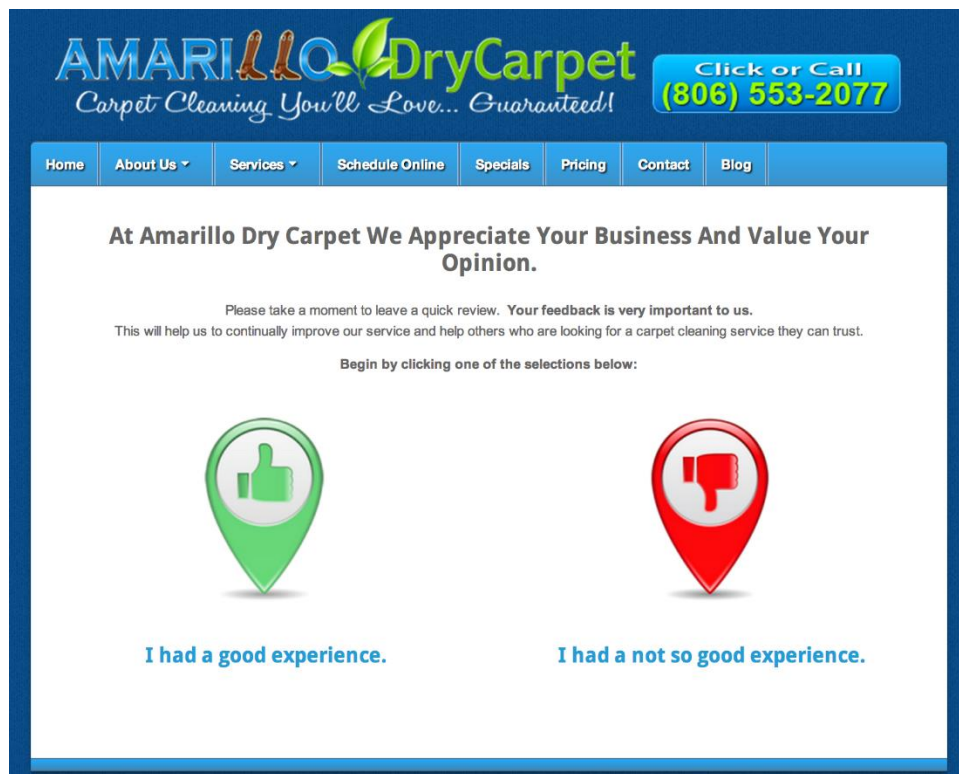 AMARILLO DryCarpet
Carpet Cleaning You'll Love... Guaranteed!
Click or Call
(806) 553-2077
Home About Us Services Schedule Online Specials Pricing Contact Blog
At Amarillo Dry Carpet We Appreciate Your Business And Value Your
Opinion.
Please take a moment to leave a quick review. Your feedback is very important to us.
This will help us to continually improve our service and help others who are looking for a carpet cleaning service they can trust.
Begin by clicking one of the selections below:
I had a good experience.
I had a not so good experience.